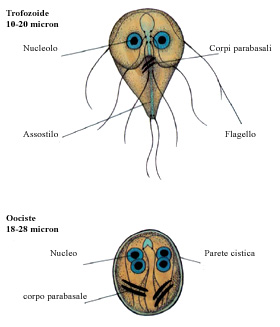 Trofozoide
10-20 micron
Nucleolo
Corpi parabasali
Assostilo
Flagello
Oociste
18-28 micron
Nucleo
Parete cistica
corpo parabasale